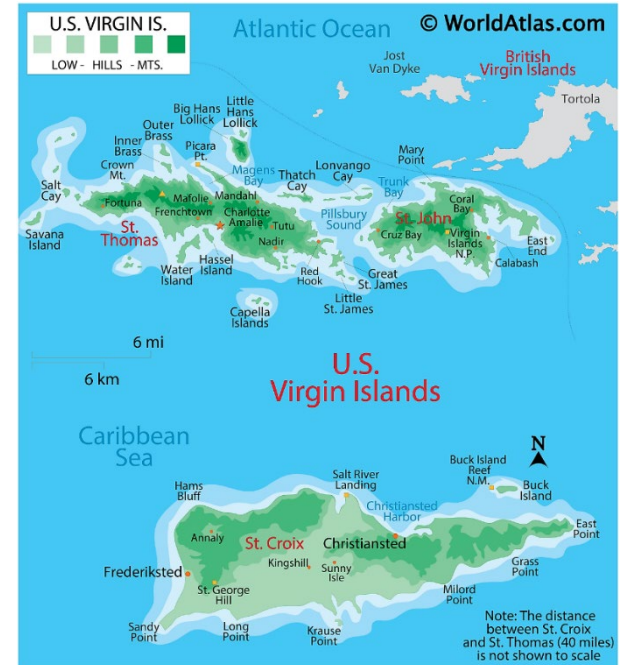 U.S. VIRGIN IS.
LOW - HILLS - MTS.
Atlantic Ocean
© WorldAtlas.com
Jost
Van Dyke
British
Virgin Islands
Tortola
Little
Hans
Lollick
Big Hans
Lollick
Outer
Brass
Inner
Brass
Picara
Pt.
Crown
Mt.
Magens
Bay
Thatch
Cay
Lonvango
Cay
Mary
Point
Trunk
Bay
Salt
Cay
Fortuna
Mafolie
Mandahl
Frenchtown
Charlotte
Amalie
Tutu
Nadir
Pillsbury
Sound
St. John
Coral
Bay
Cruz Bay
Virgin
Islands
N.P.
East
End
Calabash
Savana
Island
St.
Thomas
Water
Island
Hassel
Island
Red
Hook
Great
St. James
Little
St. James
Capella
Islands
6 mi
6 km
U.S.
Virgin Islands
Caribbean
Sea
N
Hams
Bluff
Salt River
Landing
Buck Island
Reef
N.M.
Buck
Island
Christiansted
Harbor
Annaly
St. Croix
Christiansted
East
Point
Frederiksted
Kingshill
Sunny
Isle
Grass
Point
St. George
Hill
Milord
Point
Sandy
Point
Long
Point
Krause
Point
Note: The distance
between St. Croix
and St. Thomas (40 miles)
is not shown to scale